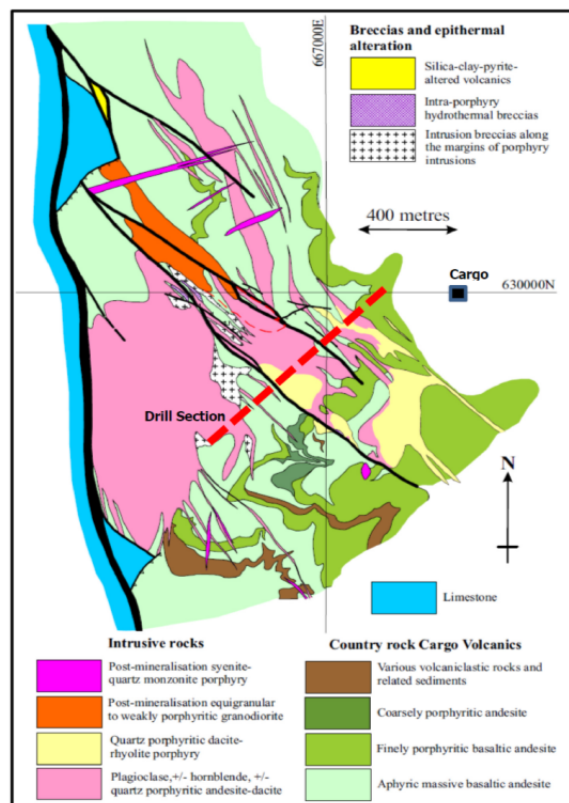 Breccias and epithermal
alteration
Silica-clay-pyrite-
altered volcanics
Intra-porphyry
hydrothermal breccias
Intrusion breccias along
the margins of porphyry
intrusions
667000E
400 metres
Cargo
630000N
Drill Section
N
Limestone
Intrusive rocks
Post-mineralisation syenite-
quartz monzonite porphyry
Post-mineralisation equigranular
to weakly porphyritic granodiorite
Quartz porphyritic dacite-
rhyolite porphyry
Plagioclase,+/- hornblende, +/-
quartz porphyritic andesite-dacite
Country rock Cargo Volcanics
Various volcaniclastic rocks and
related sediments
Coarsely porphyritic andesite
Finely porphyritic basaltic andesite
Aphyric massive basaltic andesite